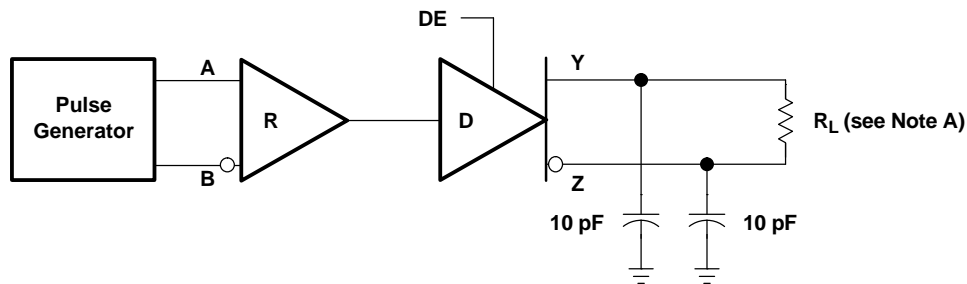 DE
A
Y
Pulse
Generator
R
D
R_L (see Note A)
B
Z
10 pF
10 pF